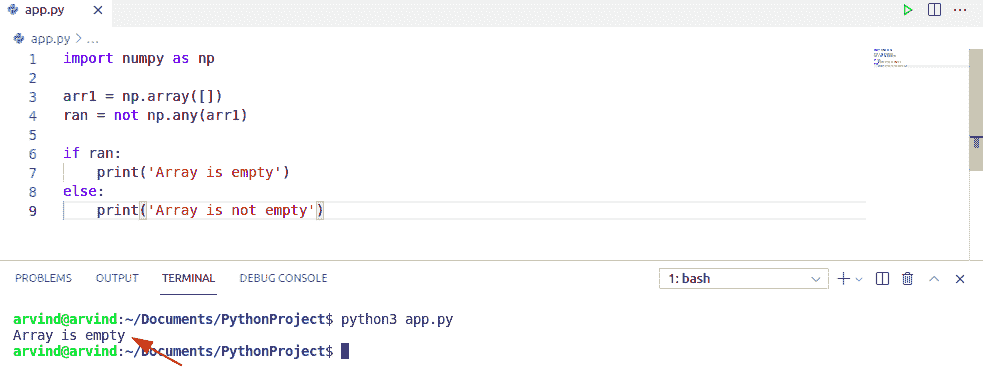 app.py
app.py > ...
1 import numpy as np
2
3 arr1 = np.array([])
4 ran = not np.any(arr1)
5
6 if ran:
7     print('Array is empty')
8 else:
9     print('Array is not empty')
PROBLEMS OUTPUT TERMINAL DEBUG CONSOLE 1: bash
arvind@arvind:~/Documents/PythonProject$ python3 app.py
Array is empty
arvind@arvind:~/Documents/PythonProject$